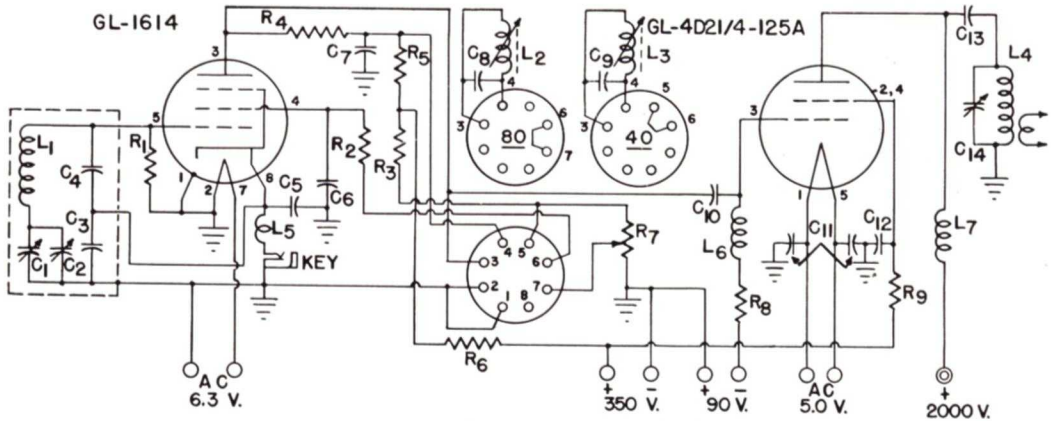 GL-1614
GL-4D21/4-125A
R4
3
C7
R5
C8
L2
4
3
80
6
7
C9
L3
4
5
3
40
6
C13
L4
C14
-2,4
3
1
5
L1
C4
C3
C1
C2
5
R1
1
2
7
8
4
R2
R3
C5
C6
L5
KEY
4
5
3
6
2
7
1
8
R7
C10
L6
C11
C12
L7
R8
R9
R6
AC
6.3 V.
+ −
350 V.
+ −
90 V.
AC
5.0 V.
+
2000 V.